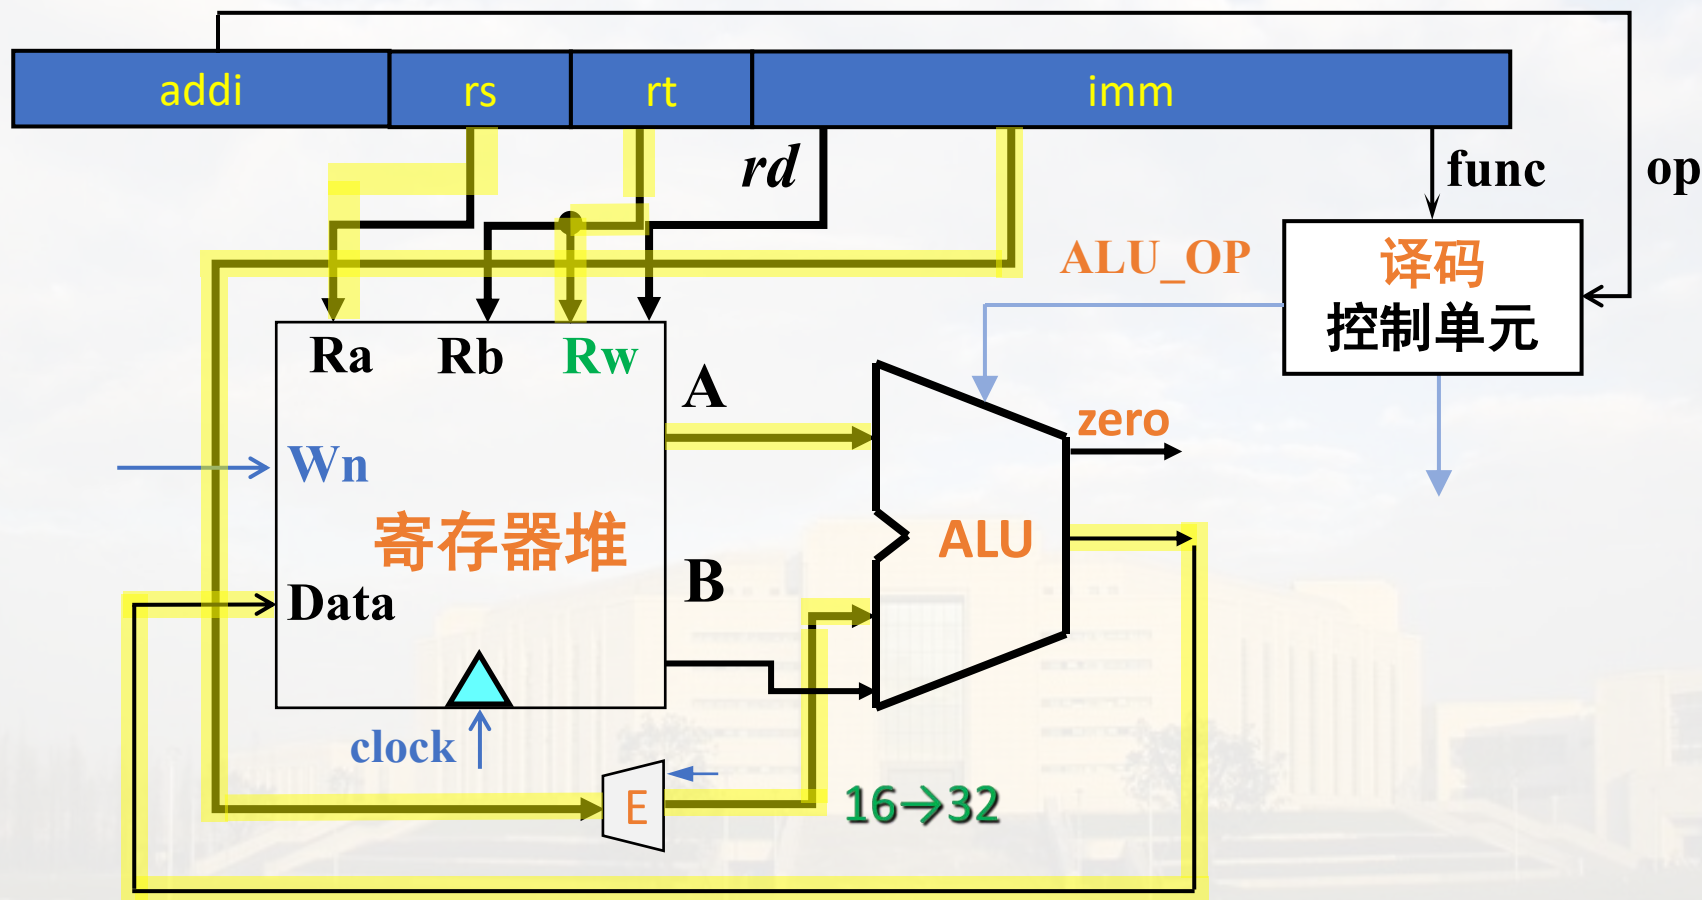 addi rs rt imm
rd
func
op
ALU_OP
译码
控制单元
Ra Rb Rw
A
zero
Wn
寄存器堆
ALU
B
Data
clock
E
16→32